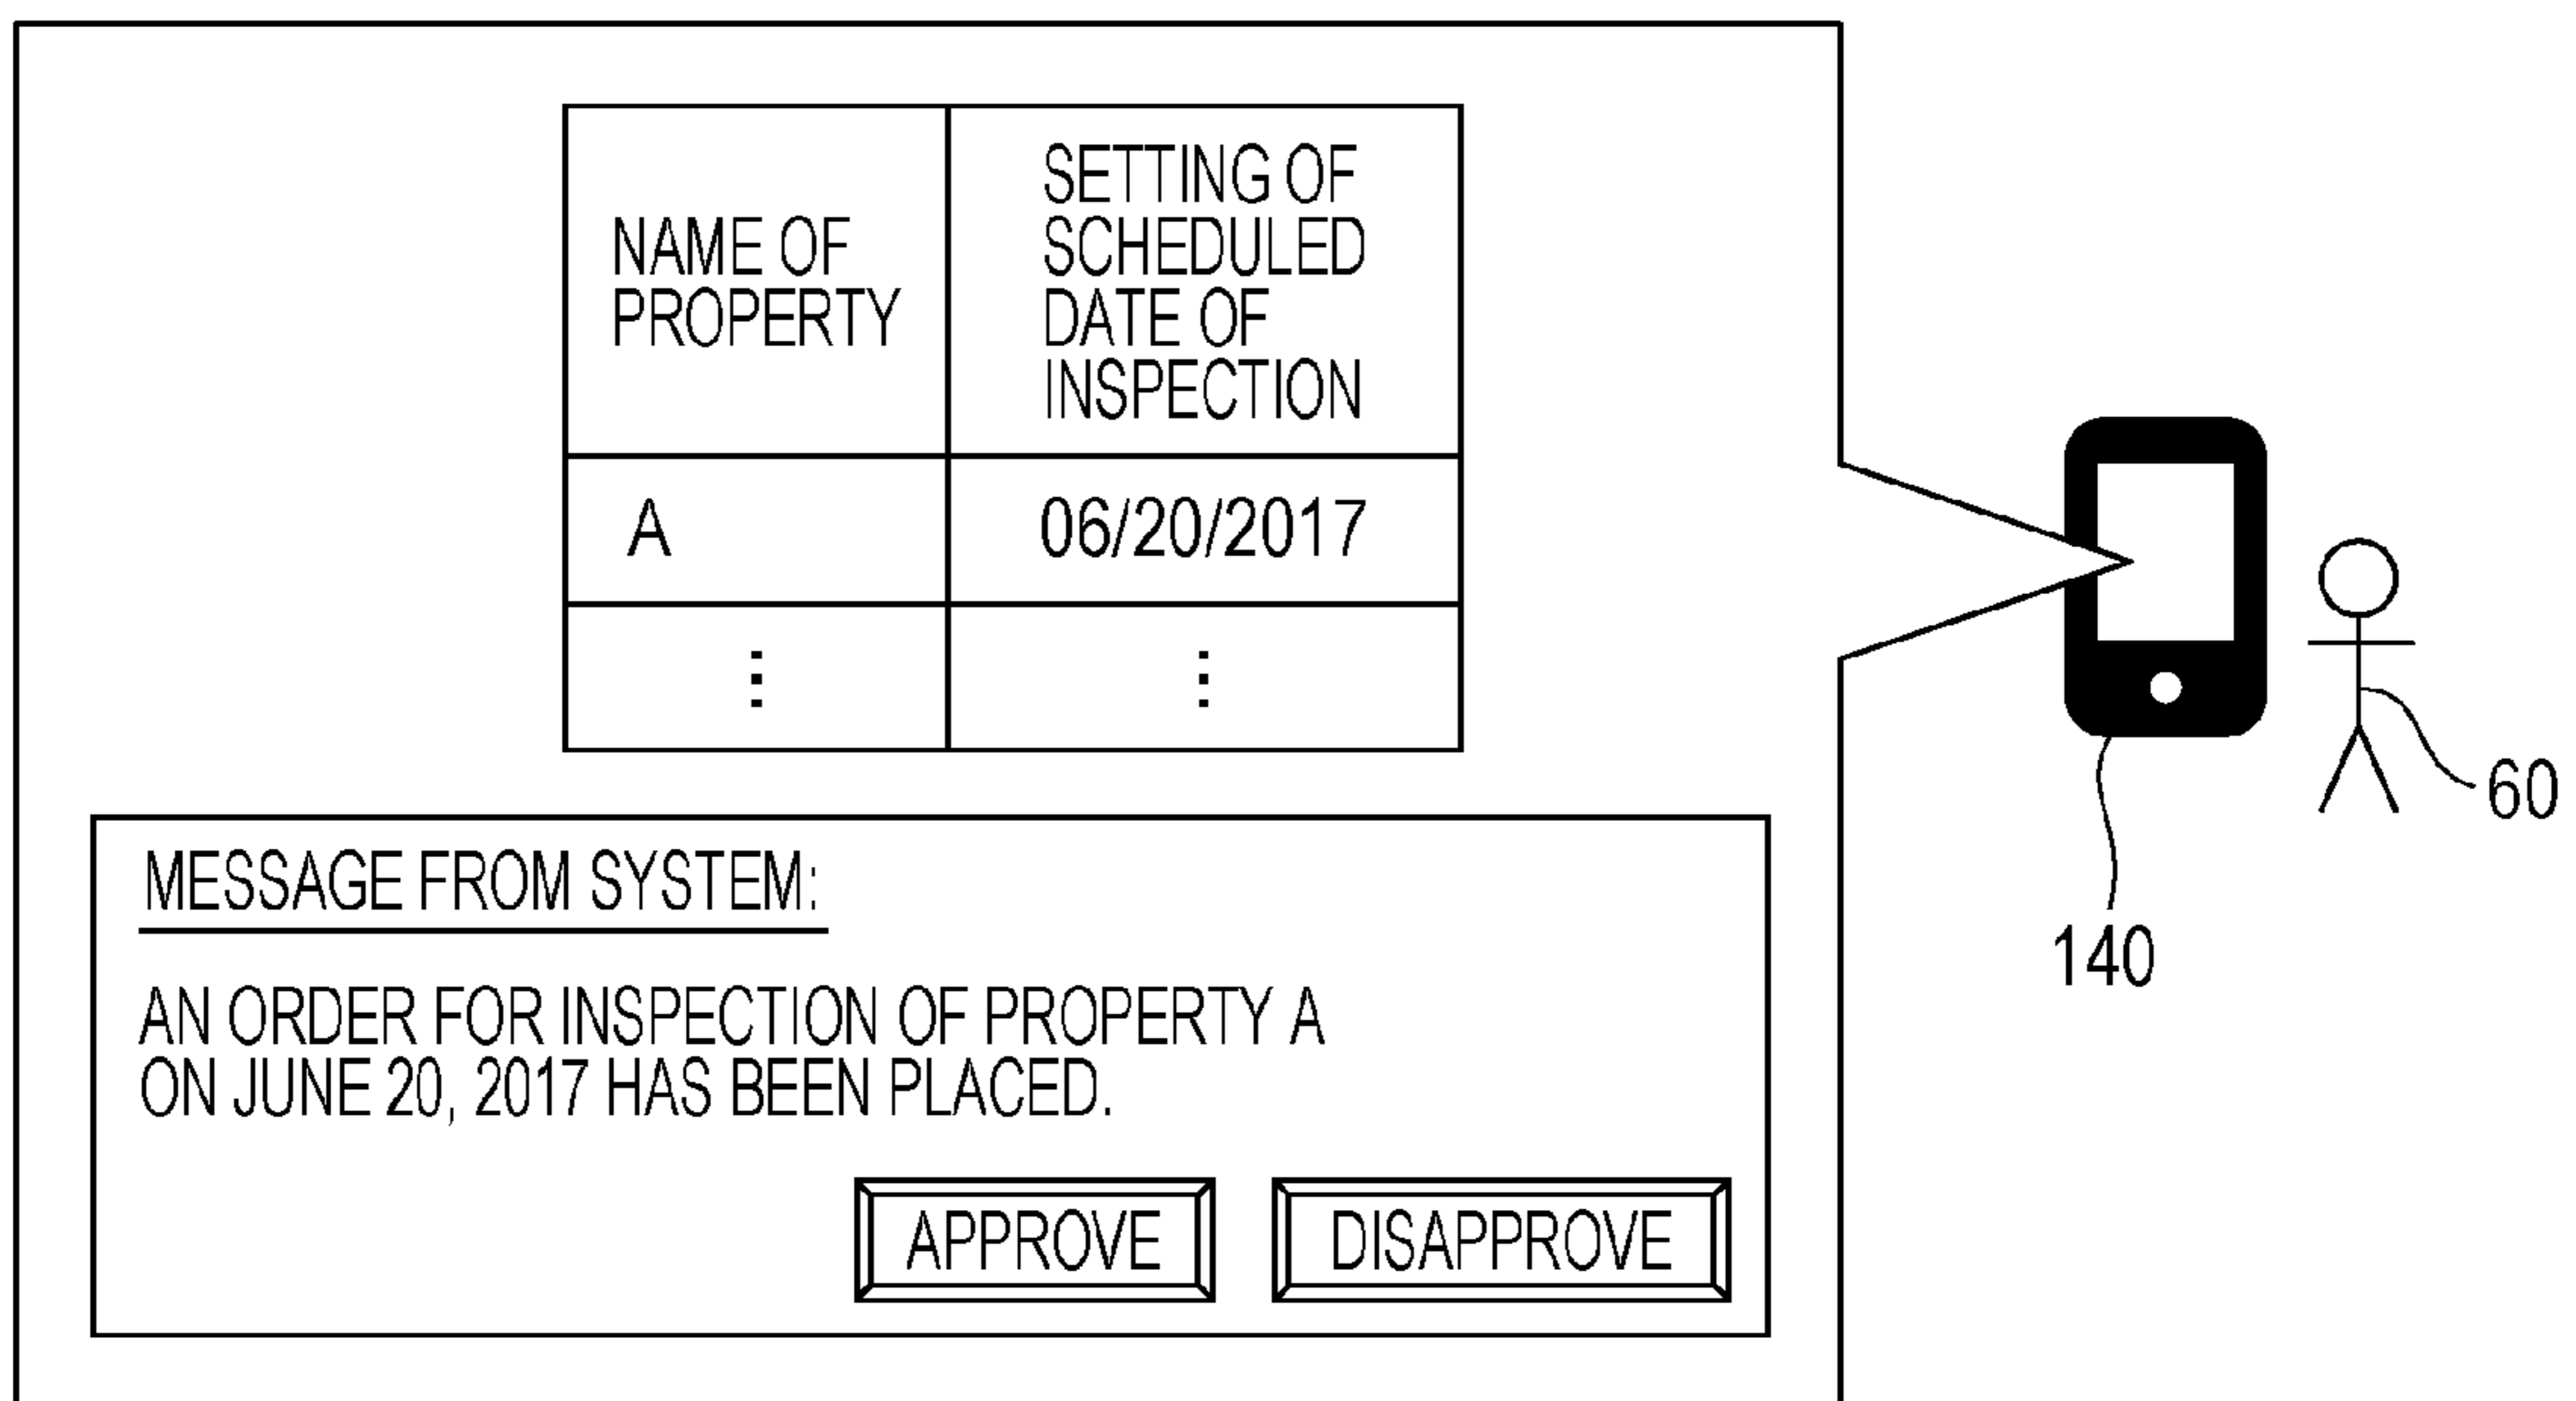 NAME OF
PROPERTY
SETTING OF
SCHEDULED
DATE OF
INSPECTION
A
06/20/2017
MESSAGE FROM SYSTEM:
AN ORDER FOR INSPECTION OF PROPERTY A
ON JUNE 20, 2017 HAS BEEN PLACED.
APPROVE
DISAPPROVE
140
60